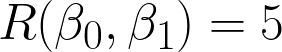 R(β₀, β₁) = 5